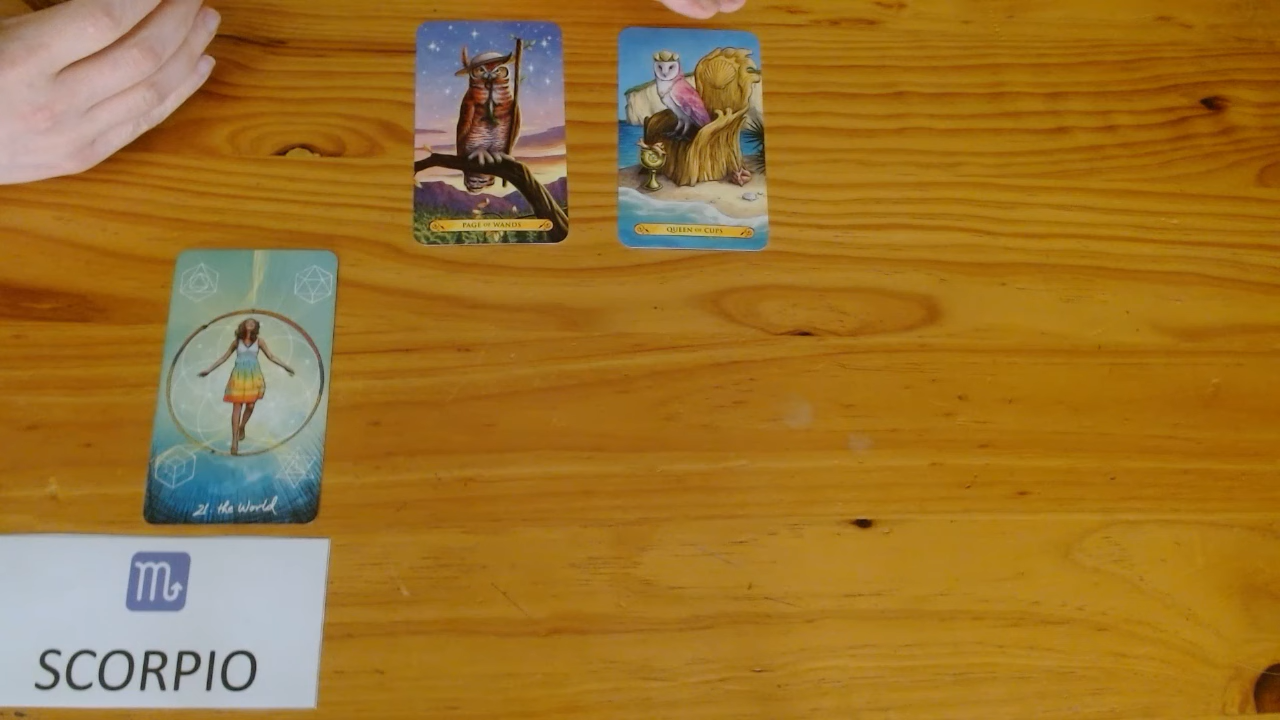 PAGE OF WANDS
QUEEN OF CUPS
21. the World
SCORPIO